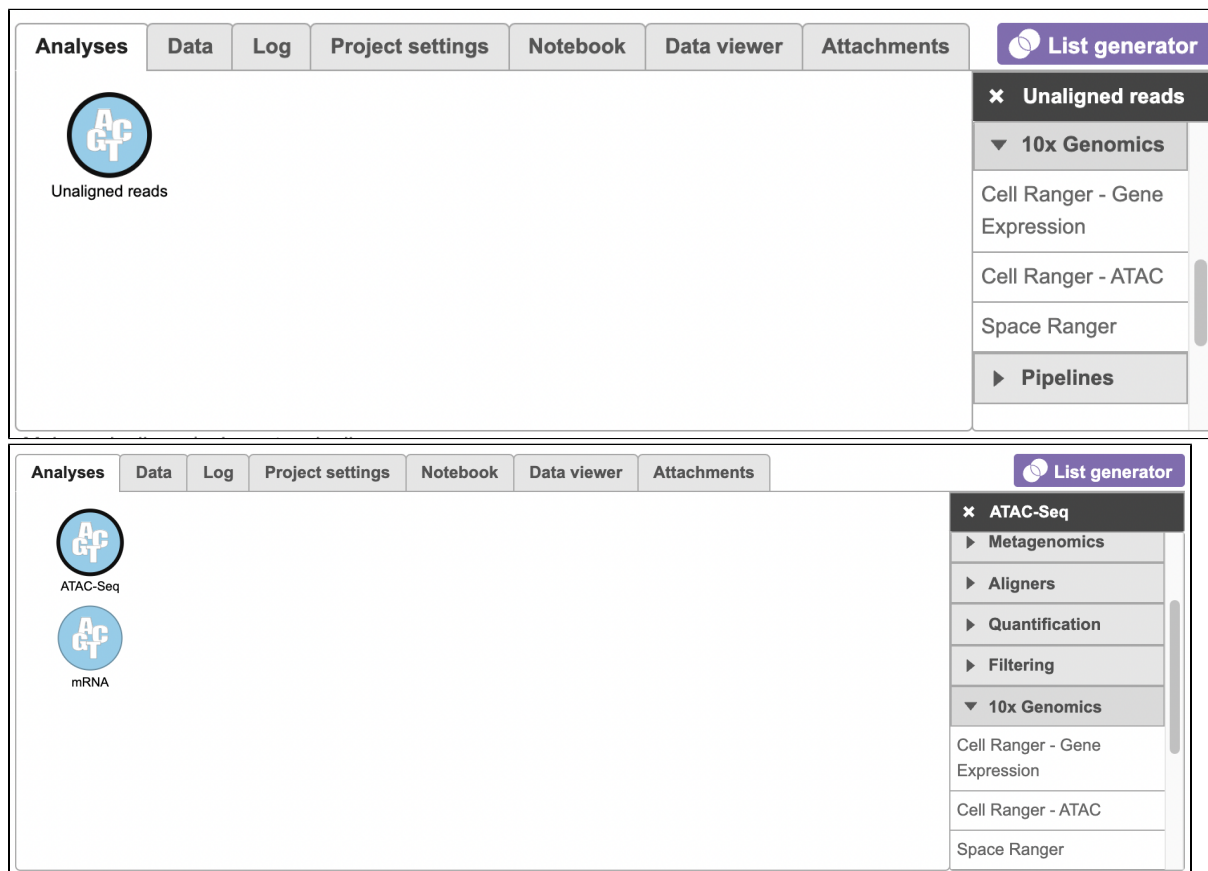 Analyses Data Log Project settings Notebook Data viewer Attachments List generator
ACGT
Unaligned reads
Unaligned reads
10x Genomics
Cell Ranger - Gene
Expression
Cell Ranger - ATAC
Space Ranger
Pipelines
Analyses Data Log Project settings Notebook Data viewer Attachments List generator
ACGT
ATAC-Seq
ACGT
mRNA
ATAC-Seq
Metagenomics
Aligners
Quantification
Filtering
10x Genomics
Cell Ranger - Gene
Expression
Cell Ranger - ATAC
Space Ranger